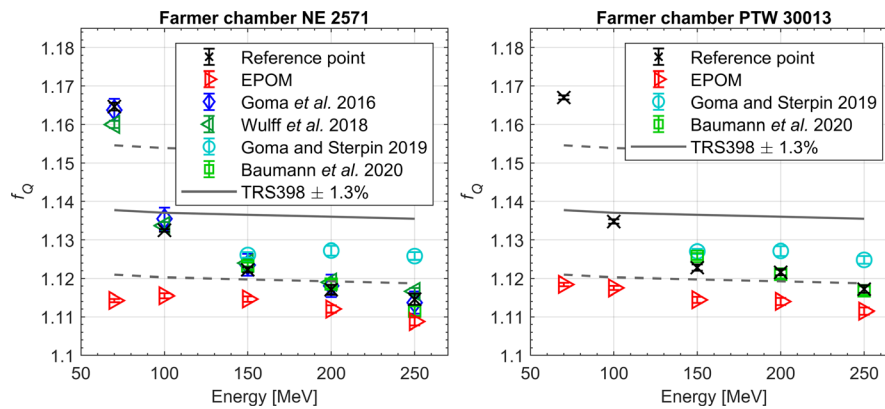 Farmer chamber NE 2571
1.18
1.17
1.16
1.15
1.14
1.13
1.12
1.11
1.1
f_Q
50
100
150
200
250
Energy [MeV]
Reference point
EPOM
Goma et al. 2016
Wulff et al. 2018
Goma and Sterpin 2019
Baumann et al. 2020
TRS398 ± 1.3%
Farmer chamber PTW 30013
1.18
1.17
1.16
1.15
1.14
1.13
1.12
1.11
1.1
f_Q
50
100
150
200
250
Energy [MeV]
Reference point
EPOM
Goma and Sterpin 2019
Baumann et al. 2020
TRS398 ± 1.3%